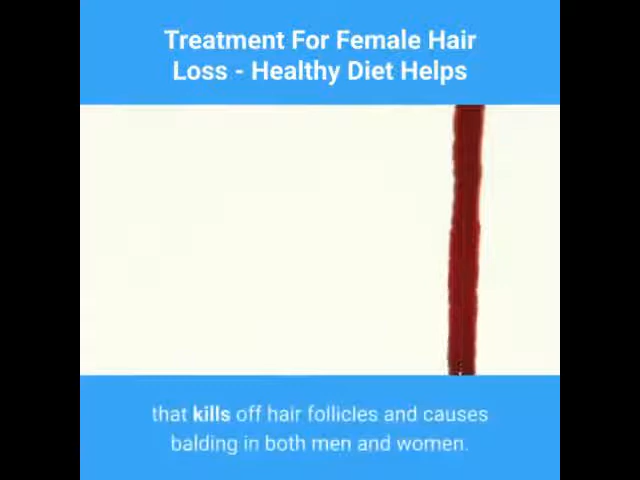 Treatment For Female Hair
Loss - Healthy Diet Helps
that kills off hair follicles and causes
balding in both men and women.